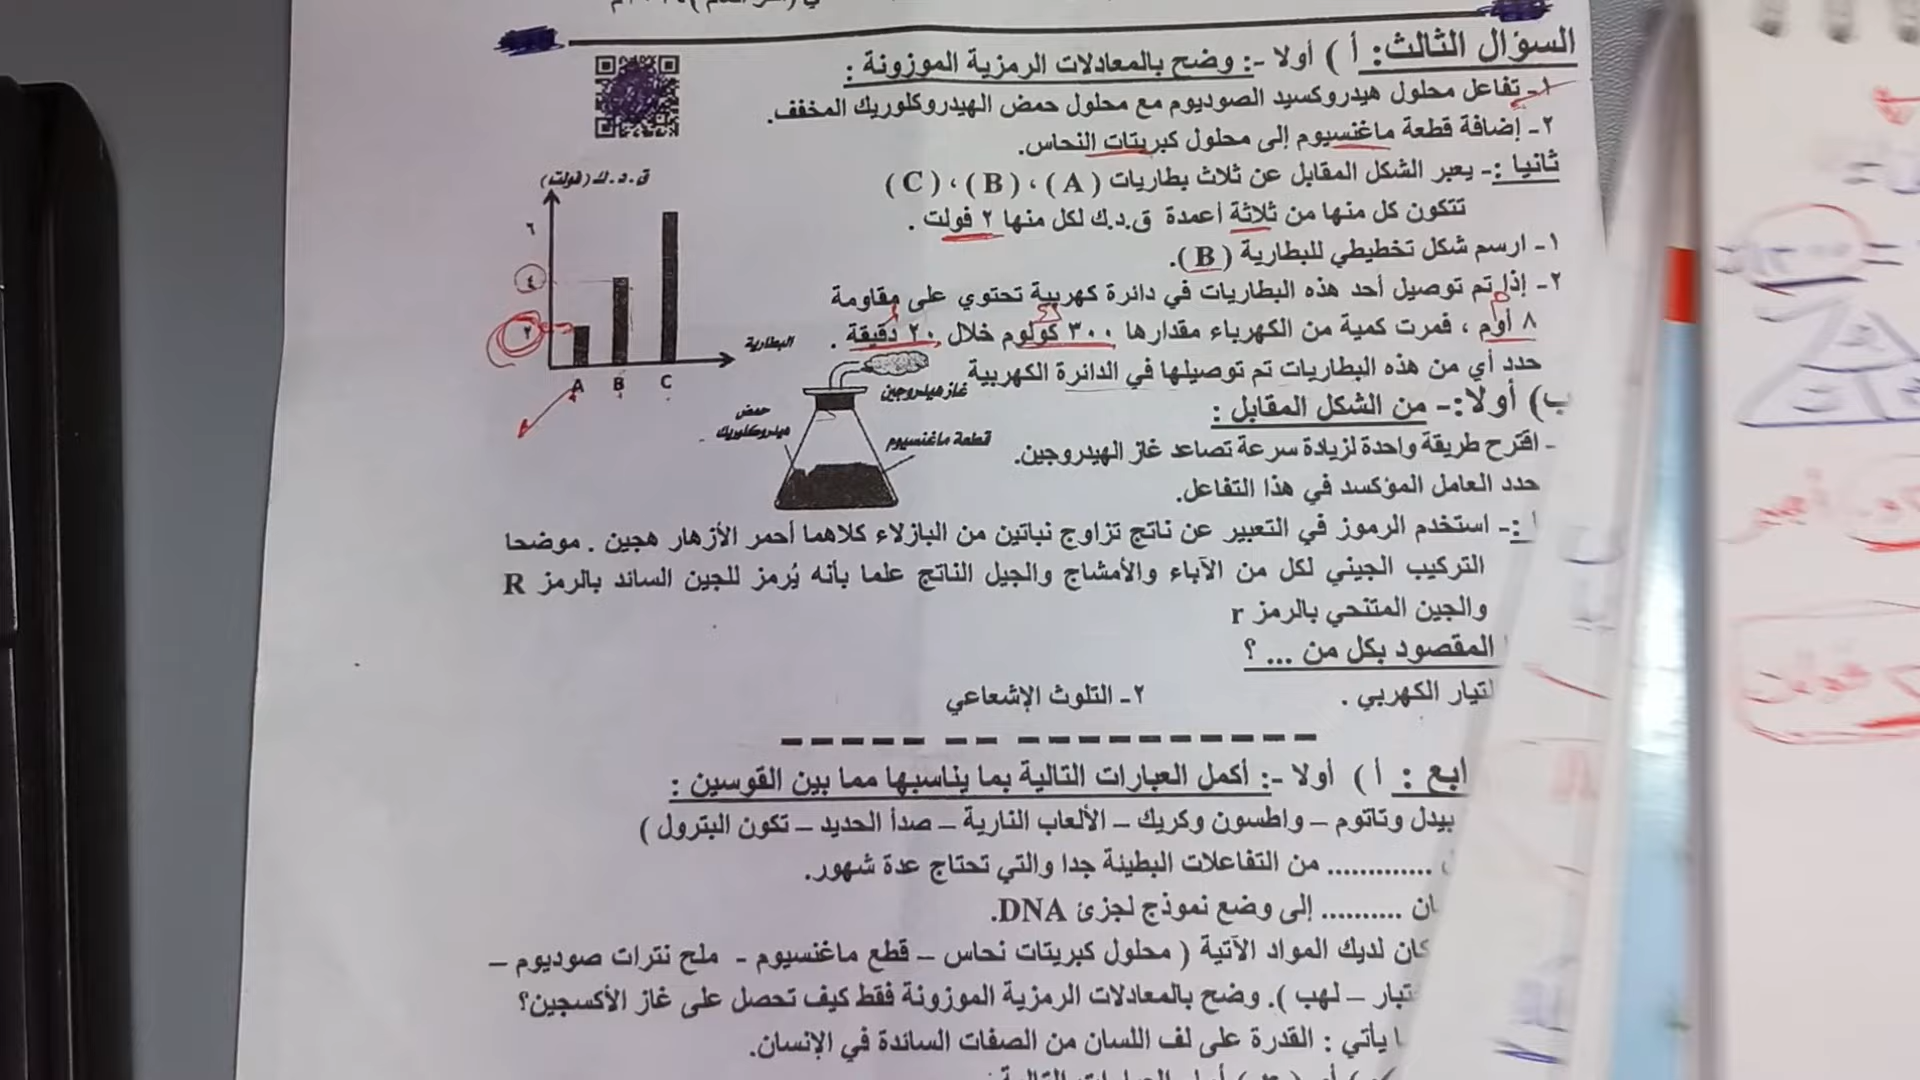 السؤال الثالث: أ ) أولا -: وضح بالمعادلات الرمزية الموزونة :
١- تفاعل محلول هيدروكسيد الصوديوم مع محلول حمض الهيدروكلوريك المخفف.
٢- إضافة قطعة ماغنسيوم إلى محلول كبريتات النحاس.
ثانيا :- يعبر الشكل المقابل عن ثلاث بطاريات ( A ) ، ( B ) ، ( C )
تتكون كل منها من ثلاثة أعمدة ق.د.ك لكل منها ٢ فولت .
١- ارسم شكل تخطيطي للبطارية ( B ).
٢- إذا تم توصيل أحد هذه البطاريات في دائرة كهربية تحتوي على مقاومة
٨ أوم ، فمرت كمية من الكهرباء مقدارها ٣٠٠ كولوم خلال ٢٠ دقيقة .
حدد أي من هذه البطاريات تم توصيلها في الدائرة الكهربية
ق.د.ك (فولت)
٦
٤
٢
A B C
البطارية
ب) أولا:- من الشكل المقابل :
- اقترح طريقة واحدة لزيادة سرعة تصاعد غاز الهيدروجين.
حدد العامل المؤكسد في هذا التفاعل.
غاز هيدروجين
حمض
هيدروكلوريك
قطعة ماغنسيوم
:- استخدم الرموز في التعبير عن ناتج تزاوج نباتين من البازلاء كلاهما أحمر الأزهار هجين . موضحا
التركيب الجيني لكل من الآباء والأمشاج والجيل الناتج علما بأنه يُرمز للجين السائد بالرمز R
والجين المتنحي بالرمز r
المقصود بكل من ... ؟
لتيار الكهربي .
٢- التلوث الإشعاعي
ابع : أ ) أولا -: أكمل العبارات التالية بما يناسبها مما بين القوسين :
بيدل وتاتوم – واطسون وكريك – الألعاب النارية – صدأ الحديد – تكون البترول )
............. من التفاعلات البطيئة جدا والتي تحتاج عدة شهور.
ان .......... إلى وضع نموذج لجزئ DNA.
كان لديك المواد الآتية ( محلول كبريتات نحاس – قطع ماغنسيوم - ملح نترات صوديوم –
تبار – لهب ). وضح بالمعادلات الرمزية الموزونة فقط كيف تحصل على غاز الأكسجين؟
ا يأتي : القدرة على لف اللسان من الصفات السائدة في الإنسان.